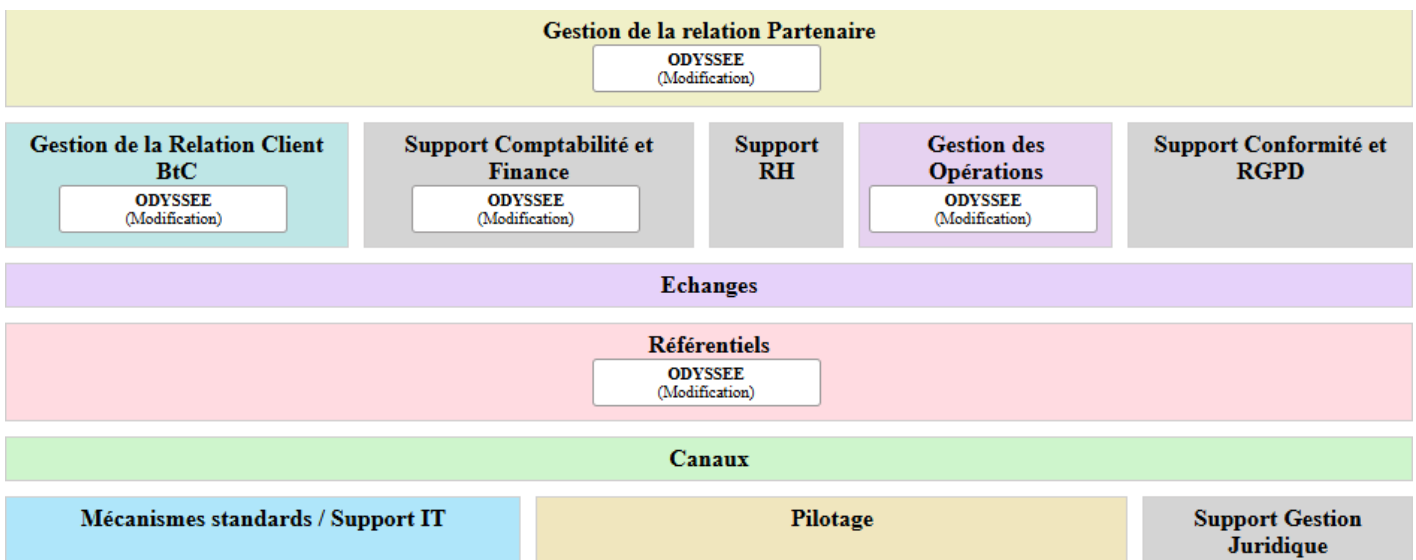 Gestion de la relation Partenaire
ODYSSEE
(Modification)
Gestion de la Relation Client
BtC
ODYSSEE
(Modification)
Support Comptabilité et
Finance
ODYSSEE
(Modification)
Support
RH
Gestion des
Opérations
ODYSSEE
(Modification)
Support Conformité et
RGPD
Echanges
Référentiels
ODYSSEE
(Modification)
Canaux
Mécanismes standards / Support IT
Pilotage
Support Gestion
Juridique